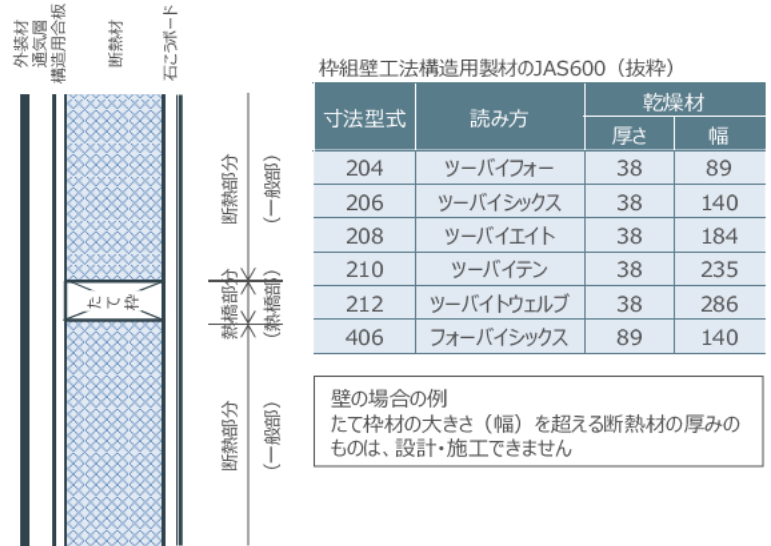 外装材
通気層
構造用合板
断熱材
石こうボード
断熱部分
(一般部)
たて枠
熱橋部分
(熱橋部)
断熱部分
(一般部)
枠組壁工法構造用製材のJAS600（抜粋）
寸法型式 読み方 乾燥材
厚さ 幅
204 ツーバイフォー 38 89
206 ツーバイシックス 38 140
208 ツーバイエイト 38 184
210 ツーバイテン 38 235
212 ツーバイトウェルブ 38 286
406 フォーバイシックス 89 140
壁の場合の例
たて枠材の大きさ（幅）を超える断熱材の厚みの
ものは、設計・施工できません